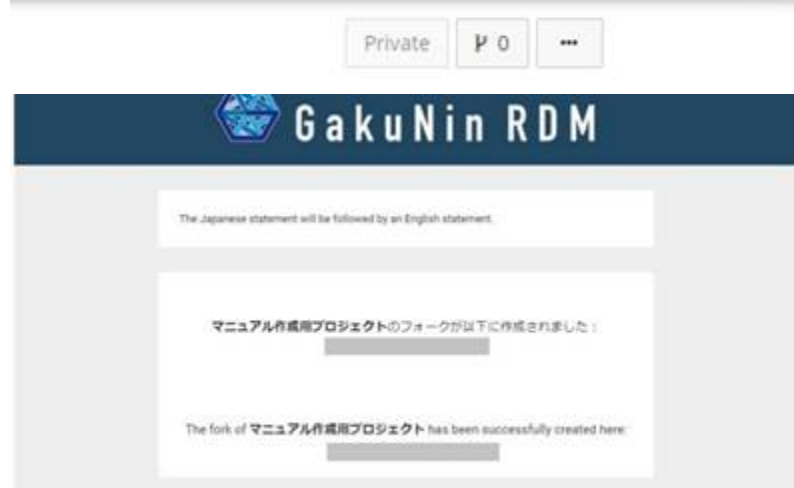 Private
0
...
GakuNin RDM
The Japanese statement will be followed by an English statement.
マニュアル作成用プロジェクトのフォークが以下に作成されました：
The fork of マニュアル作成用プロジェクト has been successfully created here: